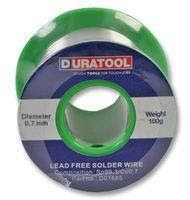 DURATOOL
TOUGH TOOLS FOR TOUGH JOBS
Diameter
0.7 mm
Weight
100g
LEAD FREE SOLDER WIRE
Composition: Sn99.3/Cu0.7
Part no.: D01685